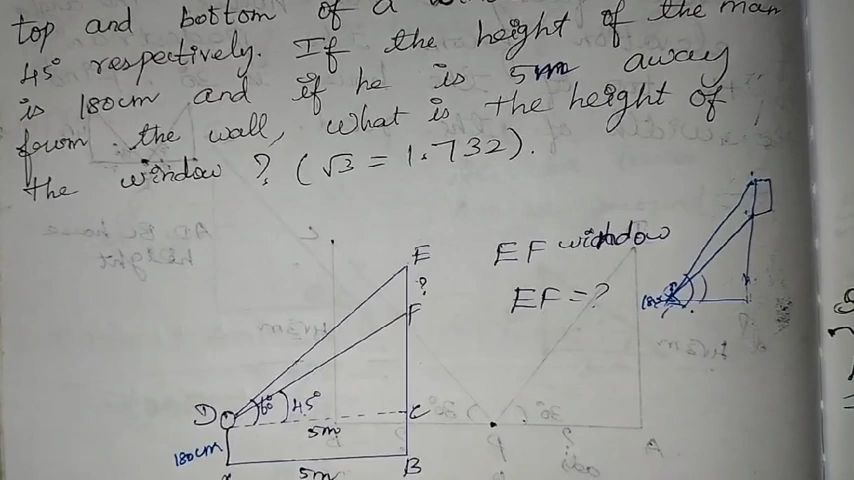 top and bottom of a
45° respectively. If the height of the man
is 180cm and if he is 5m away
from the wall, what is the height of
the window ? (√3 = 1.732).
E
EF window
?
F
EF = ?
D
60°
45°
C
5m
180cm
5m
B